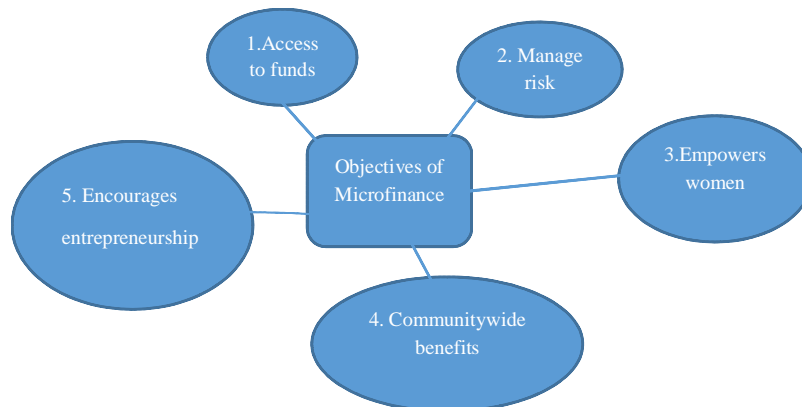 1.Access
to funds
2. Manage
risk
Objectives of
Microfinance
3.Empowers
women
5. Encourages
entrepreneurship
4. Communitywide
benefits